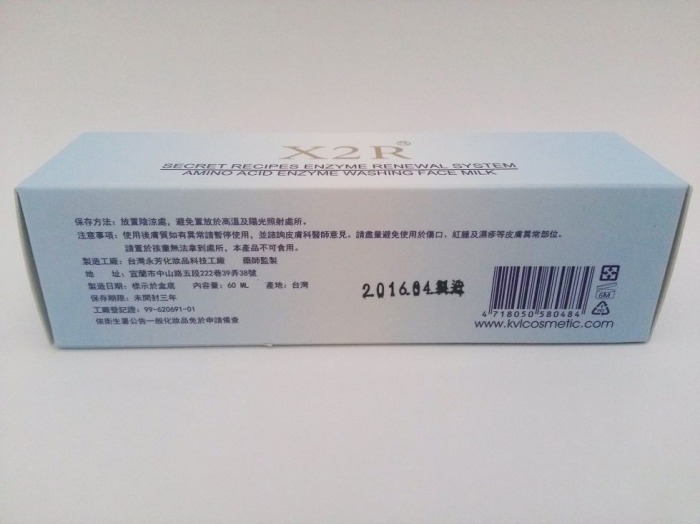 X2R®
SECRET RECIPES ENZYME RENEWAL SYSTEM
AMINO ACID ENZYME WASHING FACE MILK
保存方法：放置陰涼處，避免置放於高溫及陽光照射處所。
注意事項：使用後膚質如有異常請暫停使用，並諮詢皮膚科醫師意見。請盡量避免使用於傷口、紅腫及濕疹等皮膚異常部位。
請置於孩童無法拿到處所，本產品不可食用。
製造工廠：台灣永芳化妝品科技工廠　藥師監製
地　址：宜蘭市中山路五段222巷39弄38號
製造日期：標示於盒底　內容量：60 ML　產地：台灣
保存期限：未開封三年
工廠登記證：99-620691-01
依衛生署公告一般化妝品免於申請備查
2016.04.製造
6M
4 718050 580484
www.kvlcosmetic.com